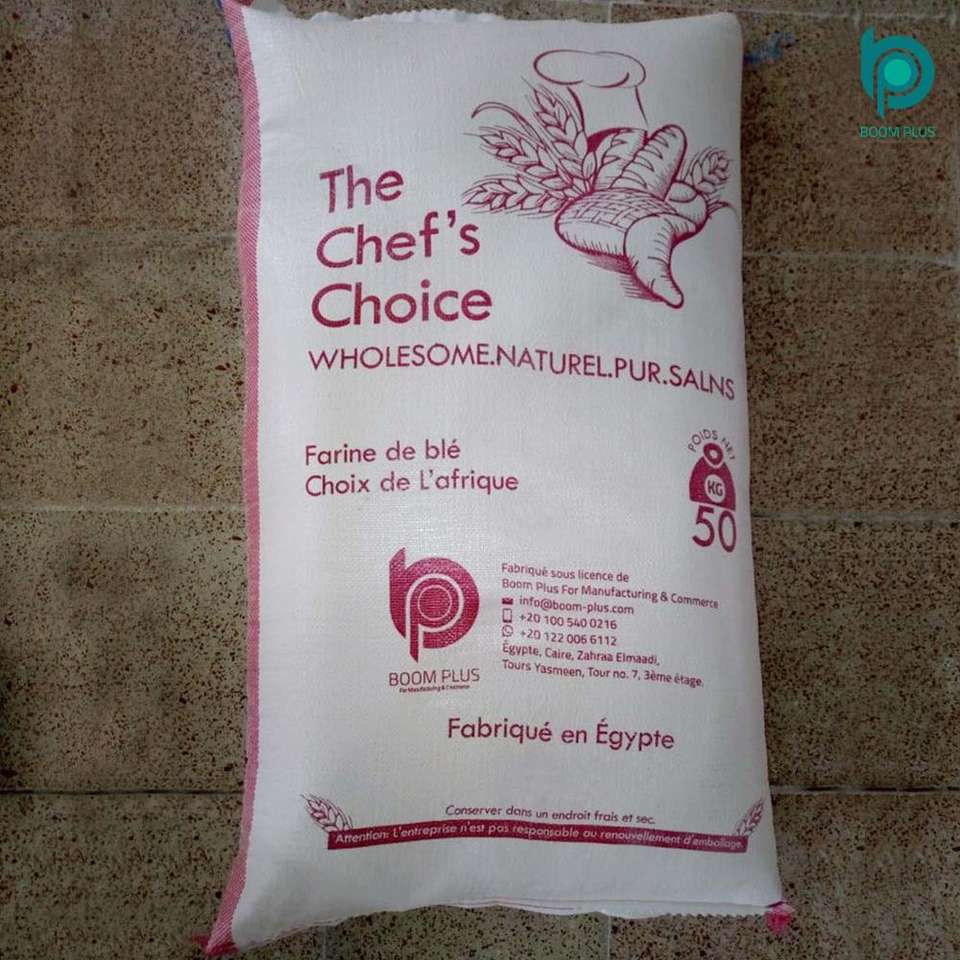 BOOM PLUS
The
Chef's
Choice
WHOLESOME.NATUREL.PUR.SALNS
Farine de blé
Choix de L'afrique
POIDS NET
KG
50
Fabriqué sous licence de
Boom Plus For Manufacturing & Commerce
info@boom-plus.com
+20 100 540 0216
+20 122 006 6112
Égypte, Caire, Zahraa Elmaadi,
Tours Yasmeen, Tour no. 7, 3ème étage.
BOOM PLUS
For Manufacturing & Commerce
Fabriqué en Égypte
Conserver dans un endroit frais et sec.
Attention: L'entreprise n'est pas responsable au renouvellement d'emballage.